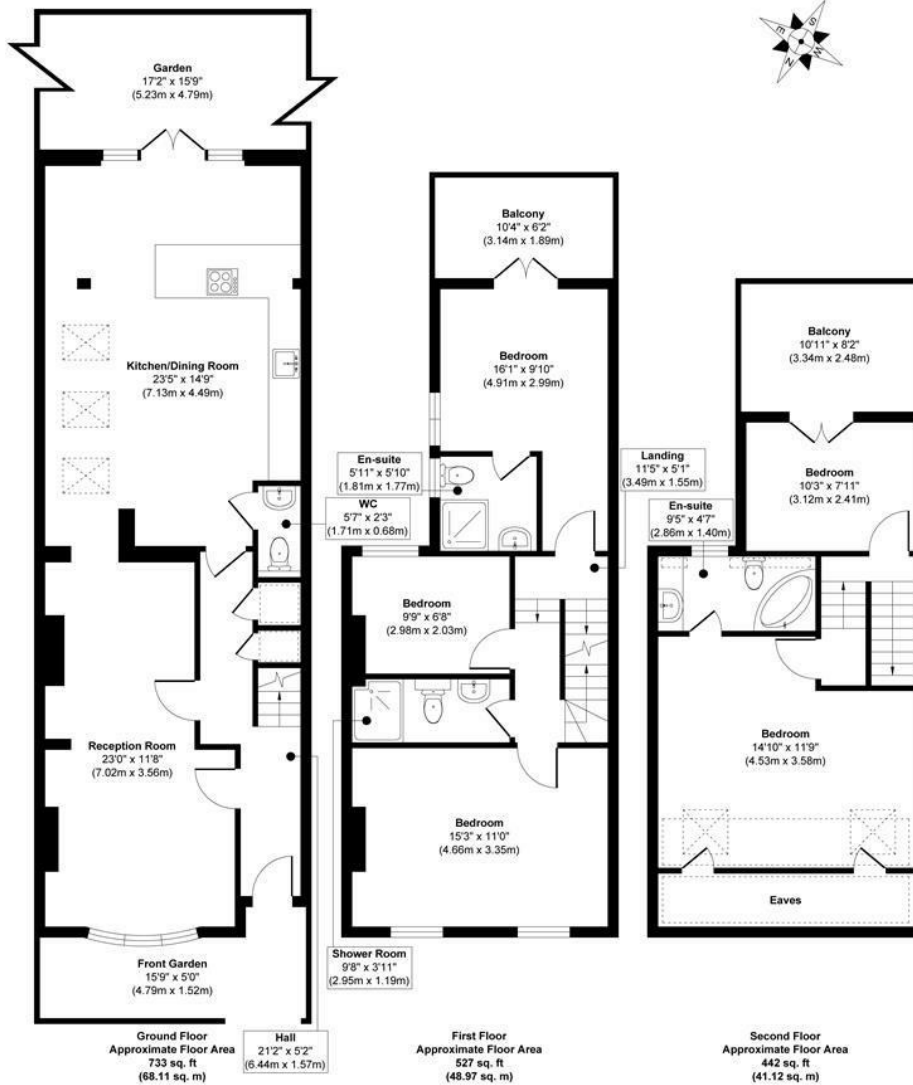 S
E
W
N
Garden
17'2" x 15'9"
(5.23m x 4.79m)
Kitchen/Dining Room
23'5" x 14'9"
(7.13m x 4.49m)
WC
5'7" x 2'3"
(1.71m x 0.68m)
Reception Room
23'0" x 11'8"
(7.02m x 3.56m)
Front Garden
15'9" x 5'0"
(4.79m x 1.52m)
Hall
21'2" x 5'2"
(6.44m x 1.57m)
Ground Floor
Approximate Floor Area
733 sq. ft
(68.11 sq. m)
Balcony
10'4" x 6'2"
(3.14m x 1.89m)
Bedroom
16'1" x 9'10"
(4.91m x 2.99m)
En-suite
5'11" x 5'10"
(1.81m x 1.77m)
Landing
11'5" x 5'1"
(3.49m x 1.55m)
Bedroom
9'9" x 6'8"
(2.98m x 2.03m)
Bedroom
15'3" x 11'0"
(4.66m x 3.35m)
Shower Room
9'8" x 3'11"
(2.95m x 1.19m)
First Floor
Approximate Floor Area
527 sq. ft
(48.97 sq. m)
Balcony
10'11" x 8'2"
(3.34m x 2.48m)
Bedroom
10'3" x 7'11"
(3.12m x 2.41m)
En-suite
9'5" x 4'7"
(2.86m x 1.40m)
Bedroom
14'10" x 11'9"
(4.53m x 3.58m)
Eaves
Second Floor
Approximate Floor Area
442 sq. ft
(41.12 sq. m)